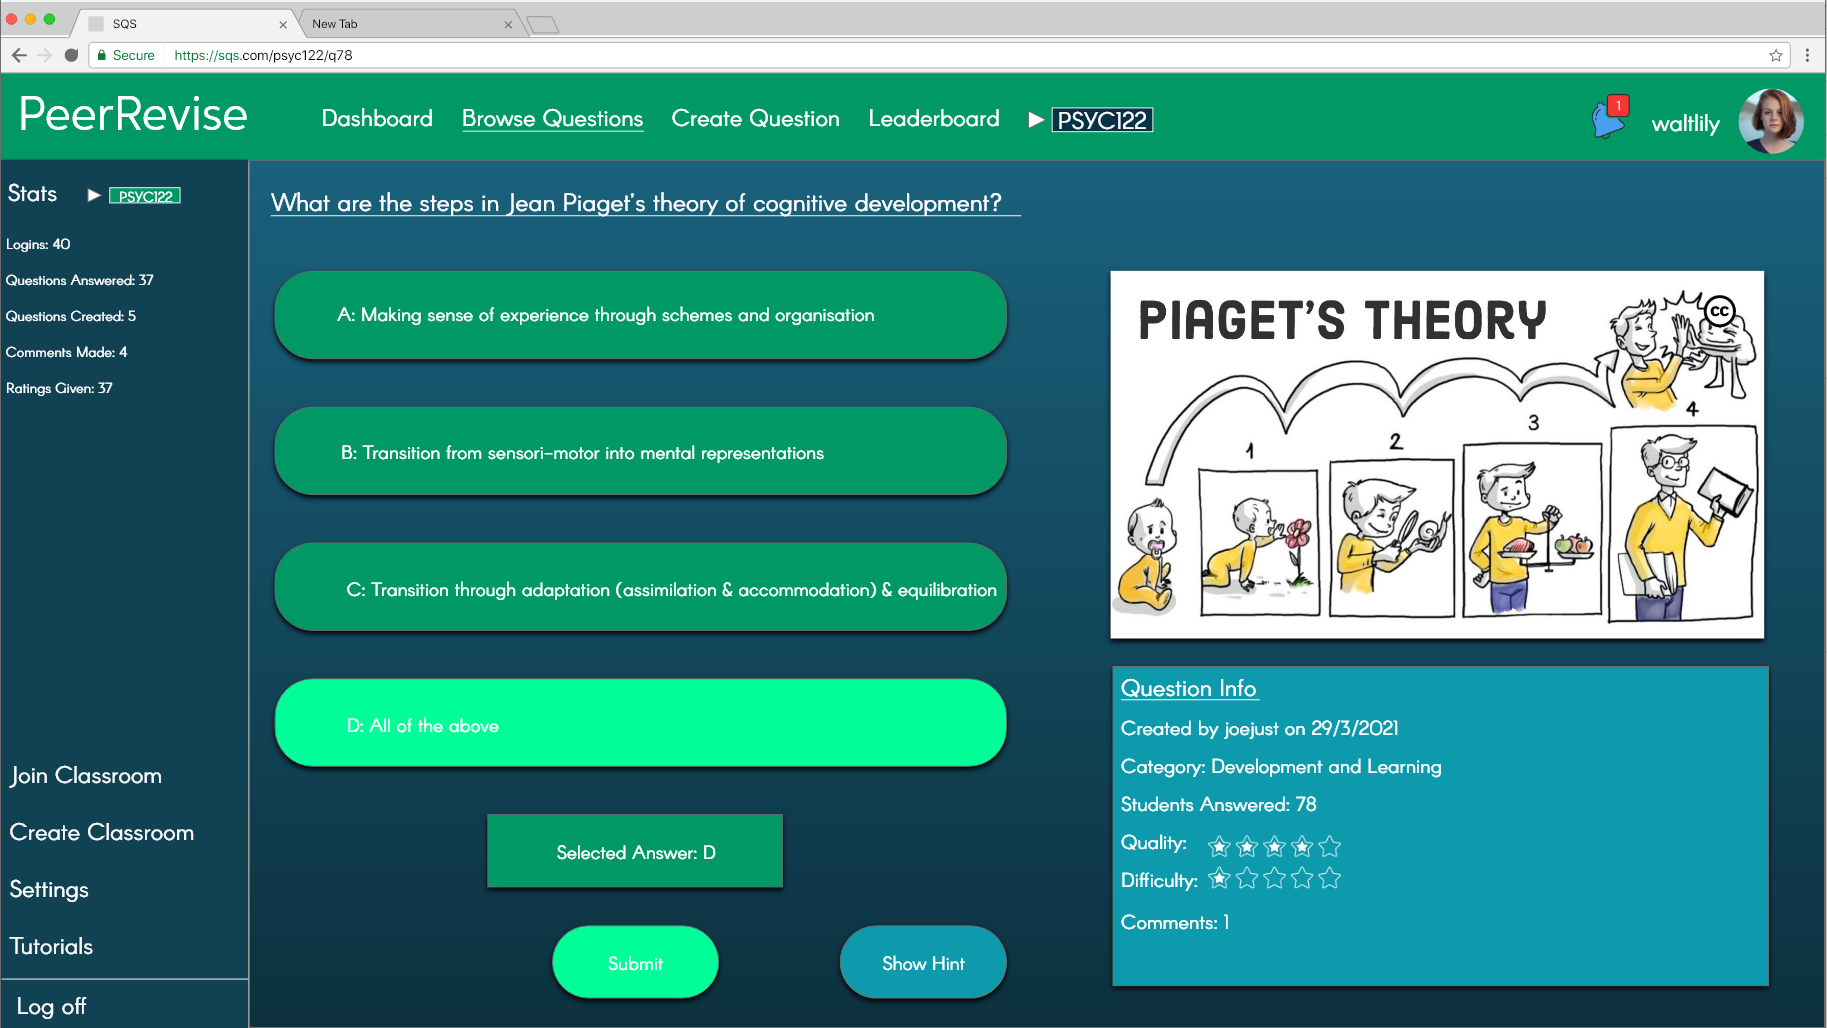 SQS
New Tab
Secure
https://sqs.com/psyc122/q78
PeerRevise
Dashboard
Browse Questions
Create Question
Leaderboard
PSYC122
1
waltlily
Stats
PSYC122
Logins: 40
Questions Answered: 37
Questions Created: 5
Comments Made: 4
Ratings Given: 37
Join Classroom
Create Classroom
Settings
Tutorials
Log off
What are the steps in Jean Piaget's theory of cognitive development?
A: Making sense of experience through schemes and organisation
B: Transition from sensori-motor into mental representations
C: Transition through adaptation (assimilation & accommodation) & equilibration
D: All of the above
Selected Answer: D
Submit
Show Hint
PIAGET'S THEORY
cc
1
2
3
4
Question Info
Created by joejust on 29/3/2021
Category: Development and Learning
Students Answered: 78
Quality:
Difficulty:
Comments: 1